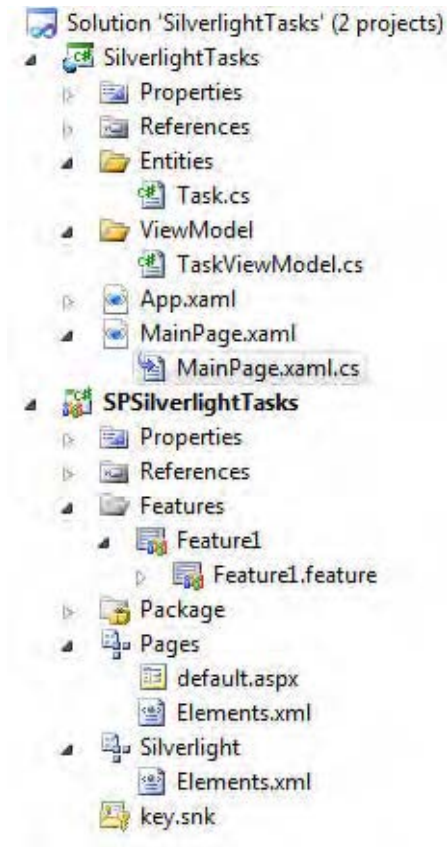 Solution 'SilverlightTasks' (2 projects)
SilverlightTasks
Properties
References
Entities
Task.cs
ViewModel
TaskViewModel.cs
App.xaml
MainPage.xaml
MainPage.xaml.cs
SPSilverlightTasks
Properties
References
Features
Feature1
Feature1.feature
Package
Pages
default.aspx
Elements.xml
Silverlight
Elements.xml
key.snk